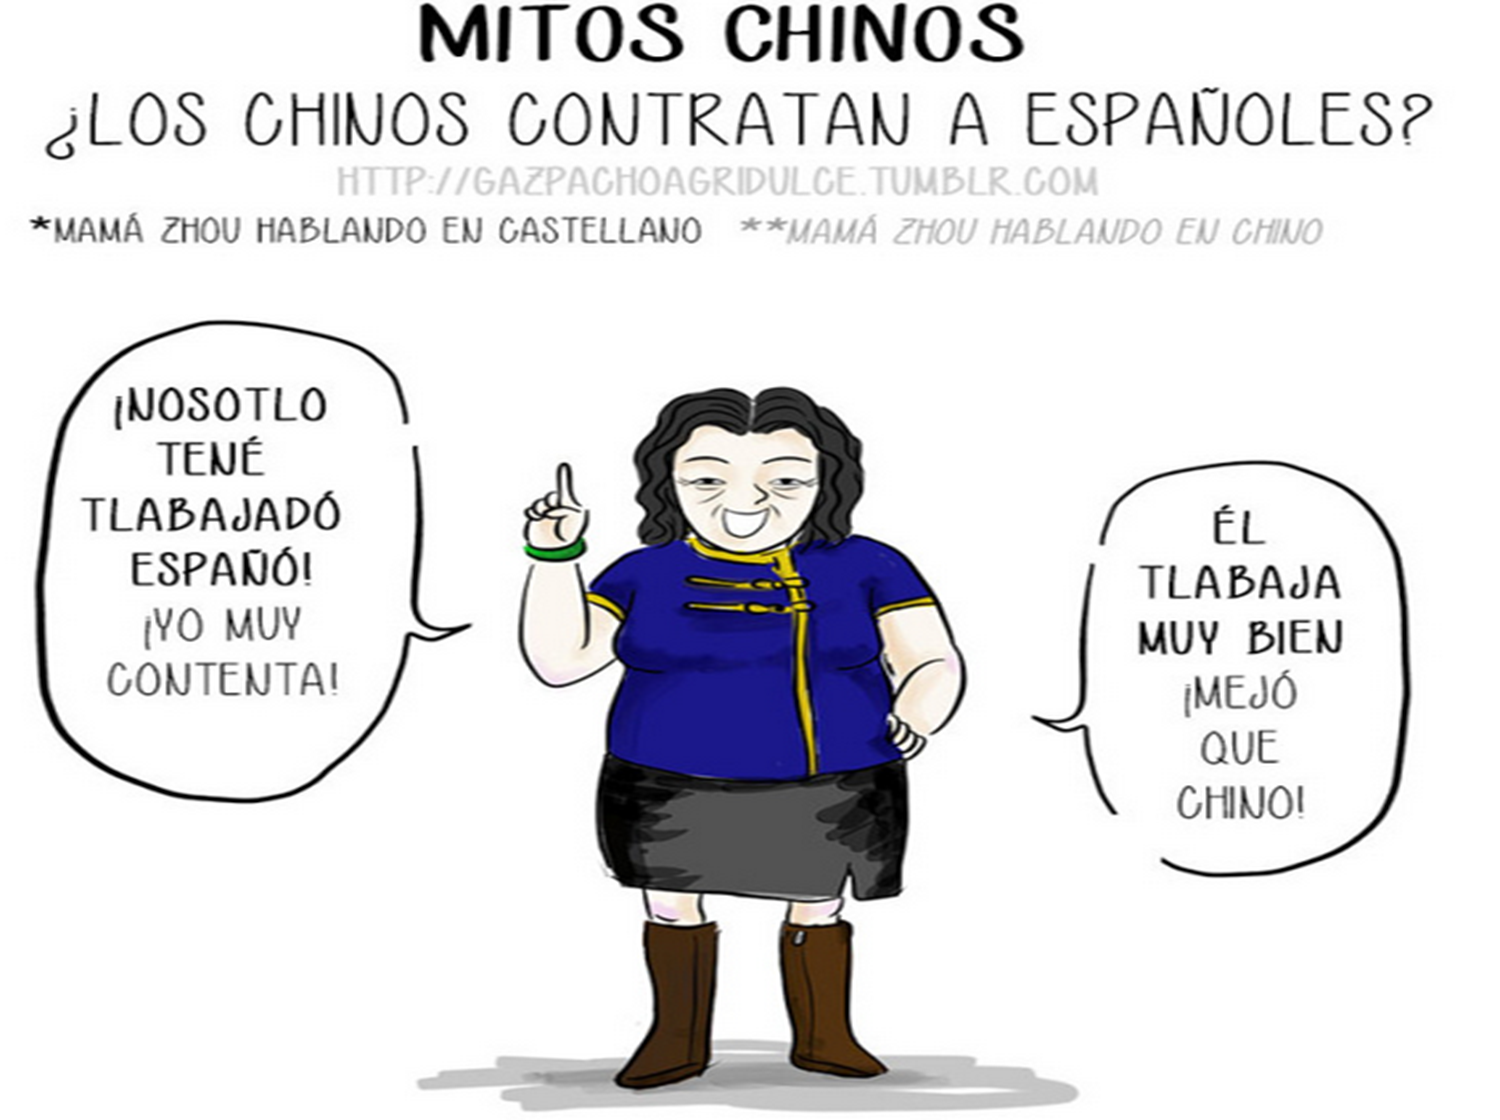 MITOS CHINOS
¿LOS CHINOS CONTRATAN A ESPAÑOLES?
HTTP://GAZPACHOAGRIDULCE.TUMBLR.COM
*MAMÁ ZHOU HABLANDO EN CASTELLANO **MAMÁ ZHOU HABLANDO EN CHINO
¡NOSOTLO
TENÉ
TLABAJADÓ
ESPAÑÓ!
¡YO MUY
CONTENTA!
ÉL
TLABAJA
MUY BIEN
¡MEJÓ
QUE
CHINO!